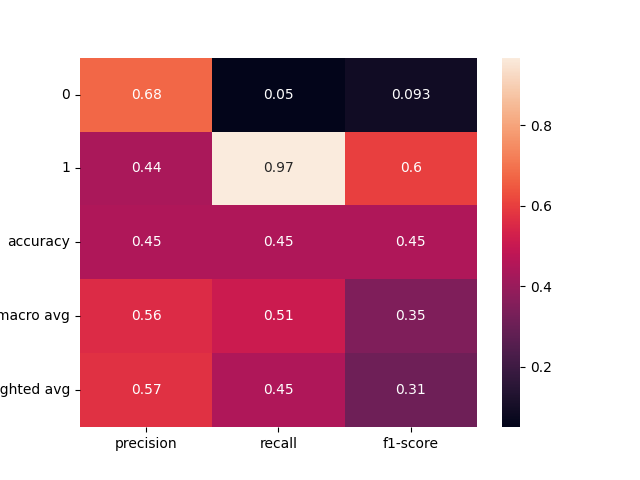 0 0.68 0.05 0.093
1 0.44 0.97 0.6
accuracy 0.45 0.45 0.45
macro avg 0.56 0.51 0.35
ghted avg 0.57 0.45 0.31
precision recall f1-score
0.8
0.6
0.4
0.2